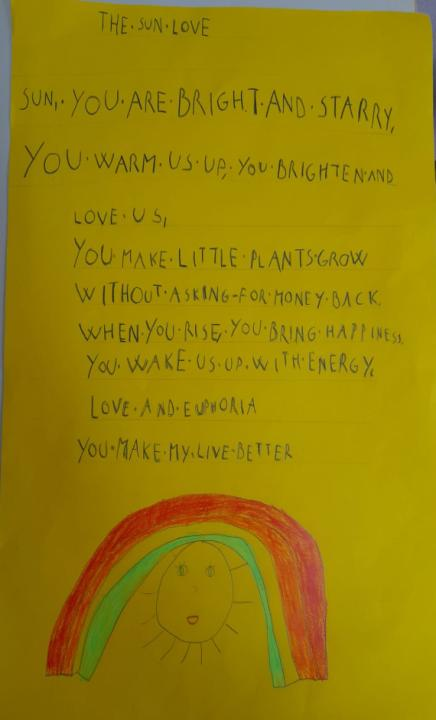 THE·SUN·LOVE
SUN,·YOU·ARE·BRIGHT·AND·STARRY,
YOU·WARM·US·UP,·YOU·BRIGHTEN·AND
LOVE·US,
YOU·MAKE·LITTLE·PLANTS·GROW
WITHOUT·ASKING-FOR·MONEY·BACK.
WHEN·YOU·RISE,·YOU·BRING·HAPPINESS.
YOU·WAKE·US·UP·WITH·ENERGY,
LOVE·AND·EUPHORIA
YOU·MAKE·MY·LIVE·BETTER